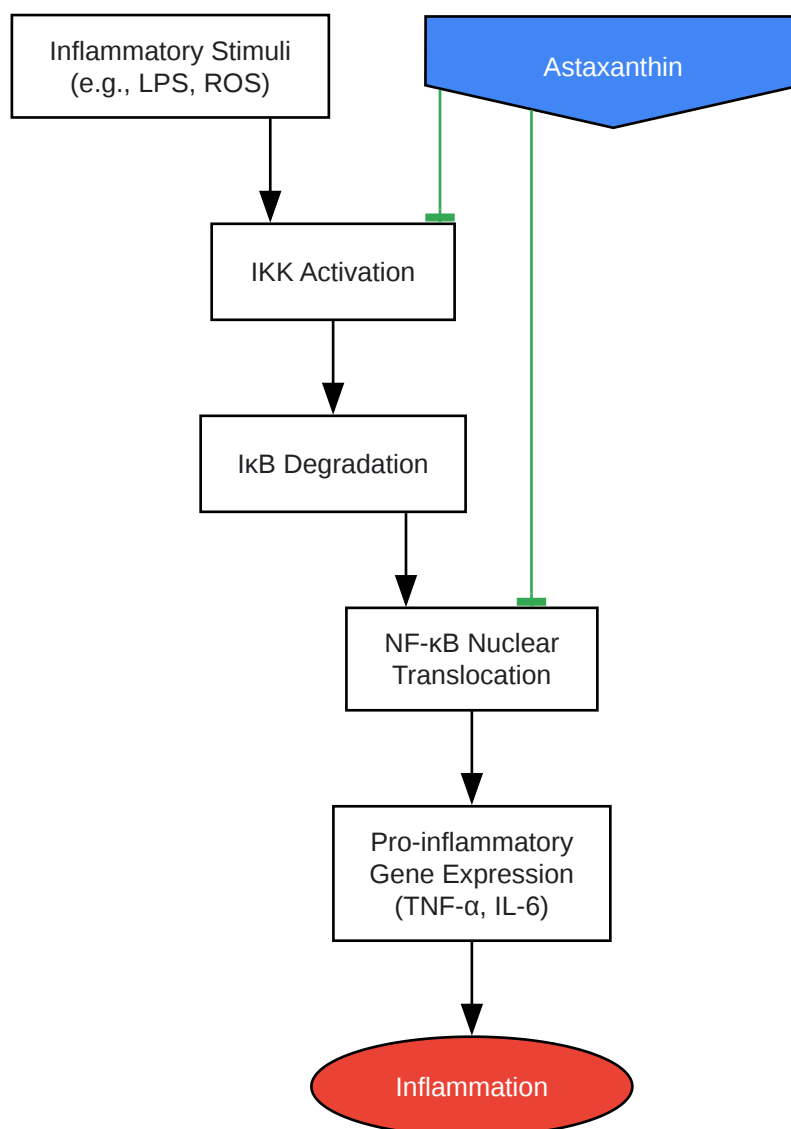 Inflammatory Stimuli
(e.g., LPS, ROS)
Astaxanthin
IKK Activation
IκB Degradation
NF-κB Nuclear
Translocation
Pro-inflammatory
Gene Expression
(TNF-α, IL-6)
Inflammation